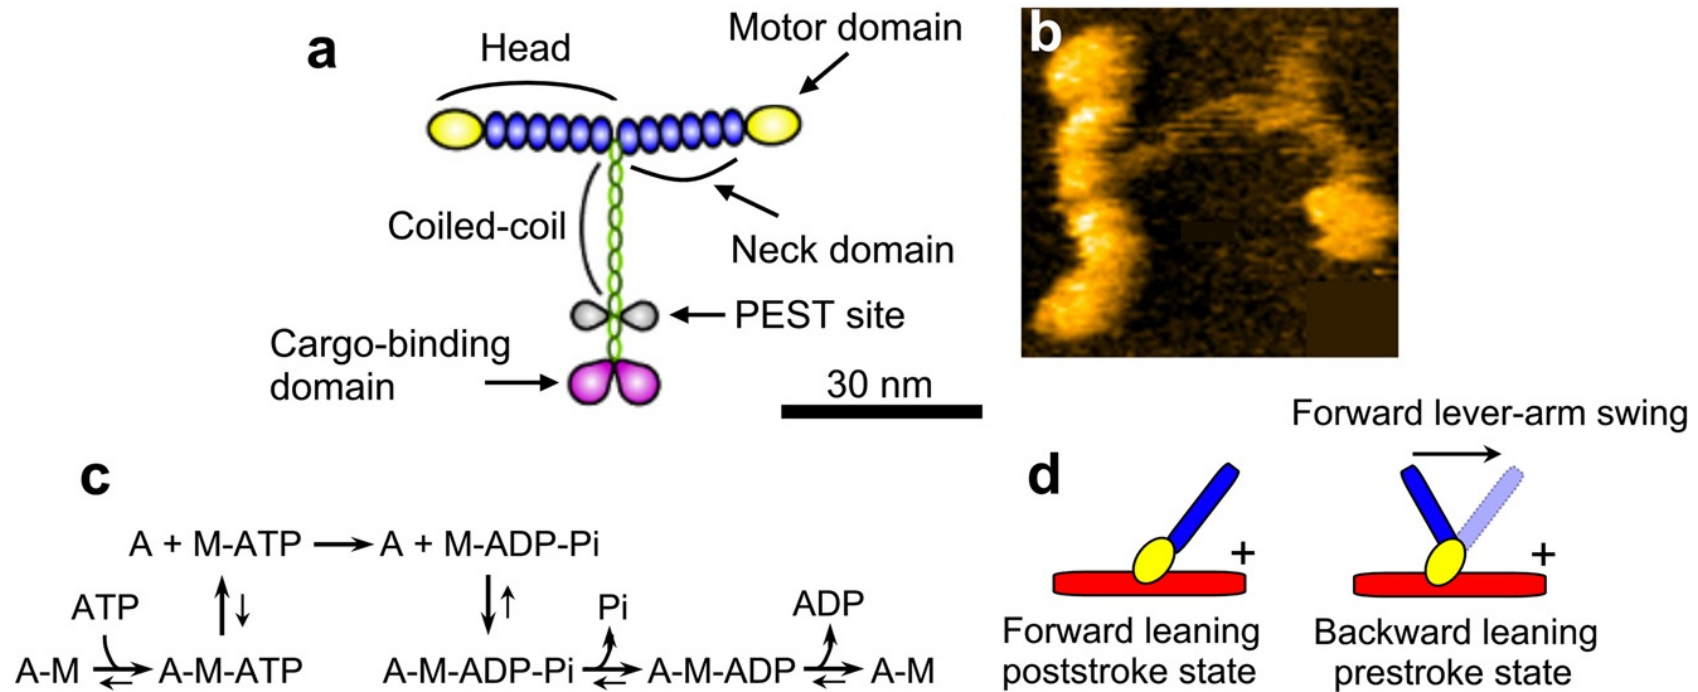 a
Head
Motor domain
Coiled-coil
Neck domain
PEST site
Cargo-binding
domain
30 nm
b
c
A + M-ATP → A + M-ADP-Pi
ATP
Pi
ADP
A-M
A-M-ATP
A-M-ADP-Pi
A-M-ADP
A-M
d
Forward lever-arm swing
+
+
Forward leaning
poststroke state
Backward leaning
prestroke state